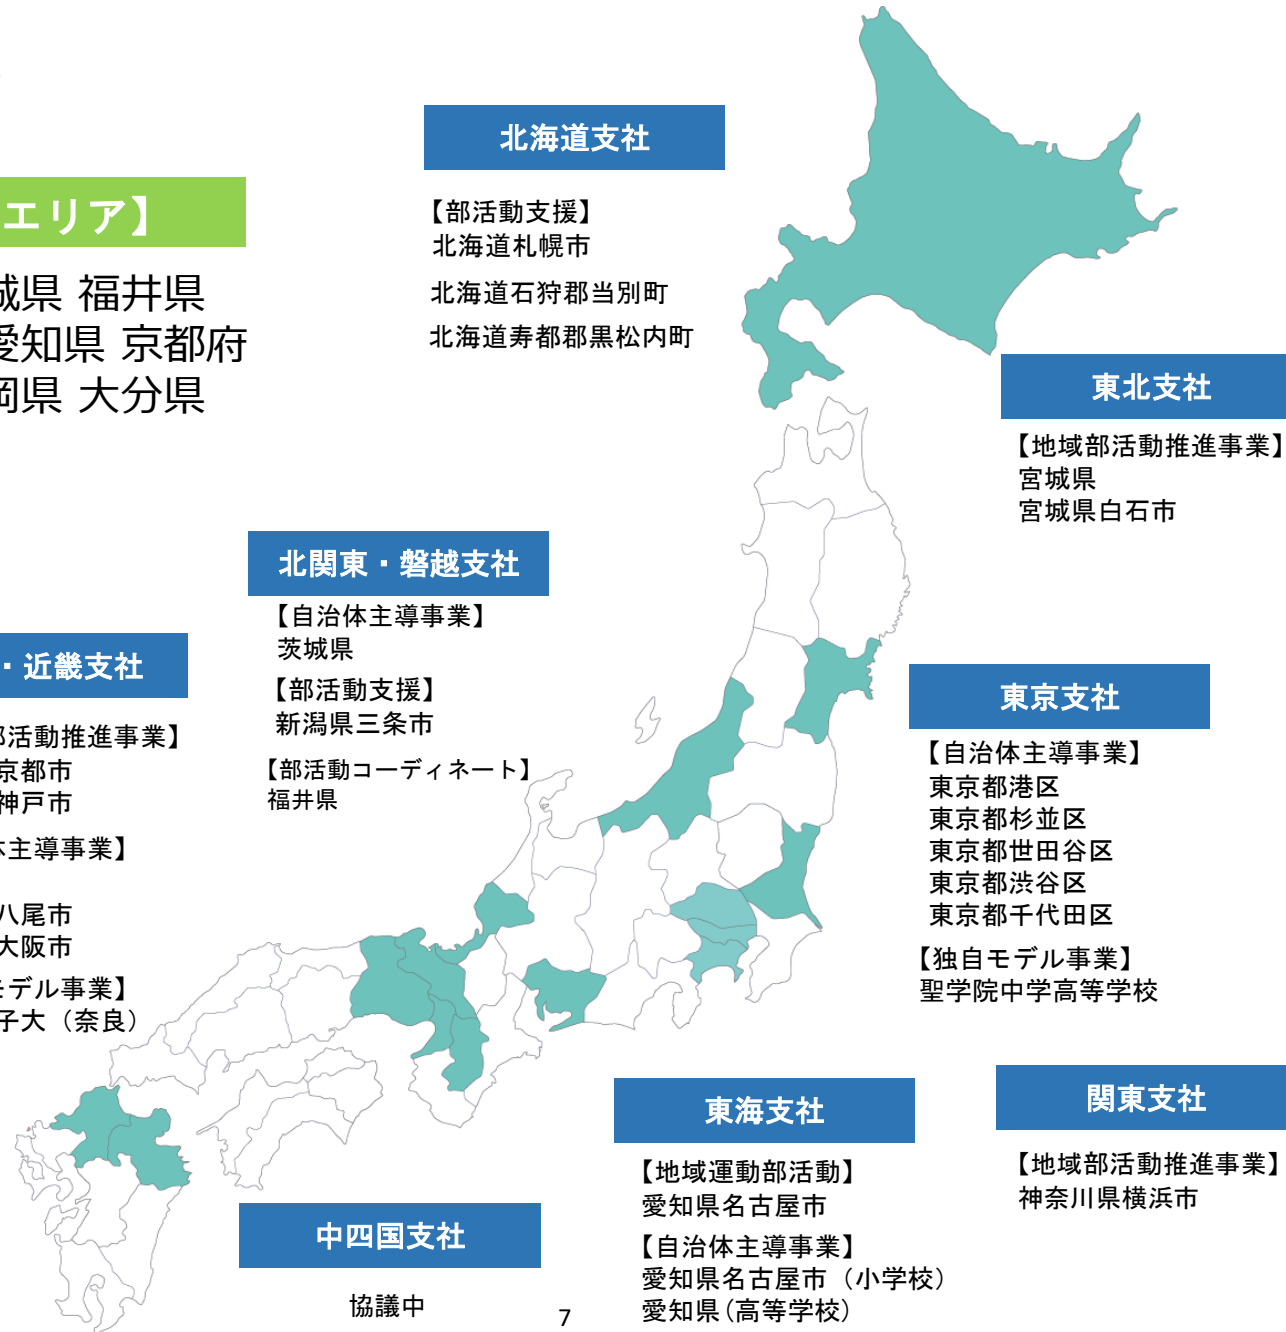 エリア】
城県 福井県
愛知県 京都府
岡県 大分県
北海道支社
【部活動支援】
北海道札幌市
北海道石狩郡当別町
北海道寿都郡黒松内町
東北支社
【地域部活動推進事業】
宮城県
宮城県白石市
北関東・磐越支社
【自治体主導事業】
茨城県
【部活動支援】
新潟県三条市
【部活動コーディネート】
福井県
・近畿支社
部活動推進事業】
京都市
神戸市
体主導事業】
八尾市
大阪市
モデル事業】
子大（奈良）
東京支社
【自治体主導事業】
東京都港区
東京都杉並区
東京都世田谷区
東京都渋谷区
東京都千代田区
【独自モデル事業】
聖学院中学高等学校
東海支社
【地域運動部活動】
愛知県名古屋市
【自治体主導事業】
愛知県名古屋市（小学校）
愛知県(高等学校)
関東支社
【地域部活動推進事業】
神奈川県横浜市
中四国支社
協議中
7